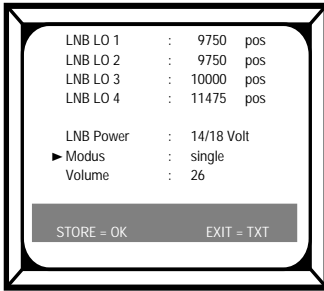 LNB LO 1 : 9750 pos
LNB LO 2 : 9750 pos
LNB LO 3 : 10000 pos
LNB LO 4 : 11475 pos
LNB Power : 14/18 Volt
► Modus : single
Volume : 26
STORE = OK EXIT = TXT